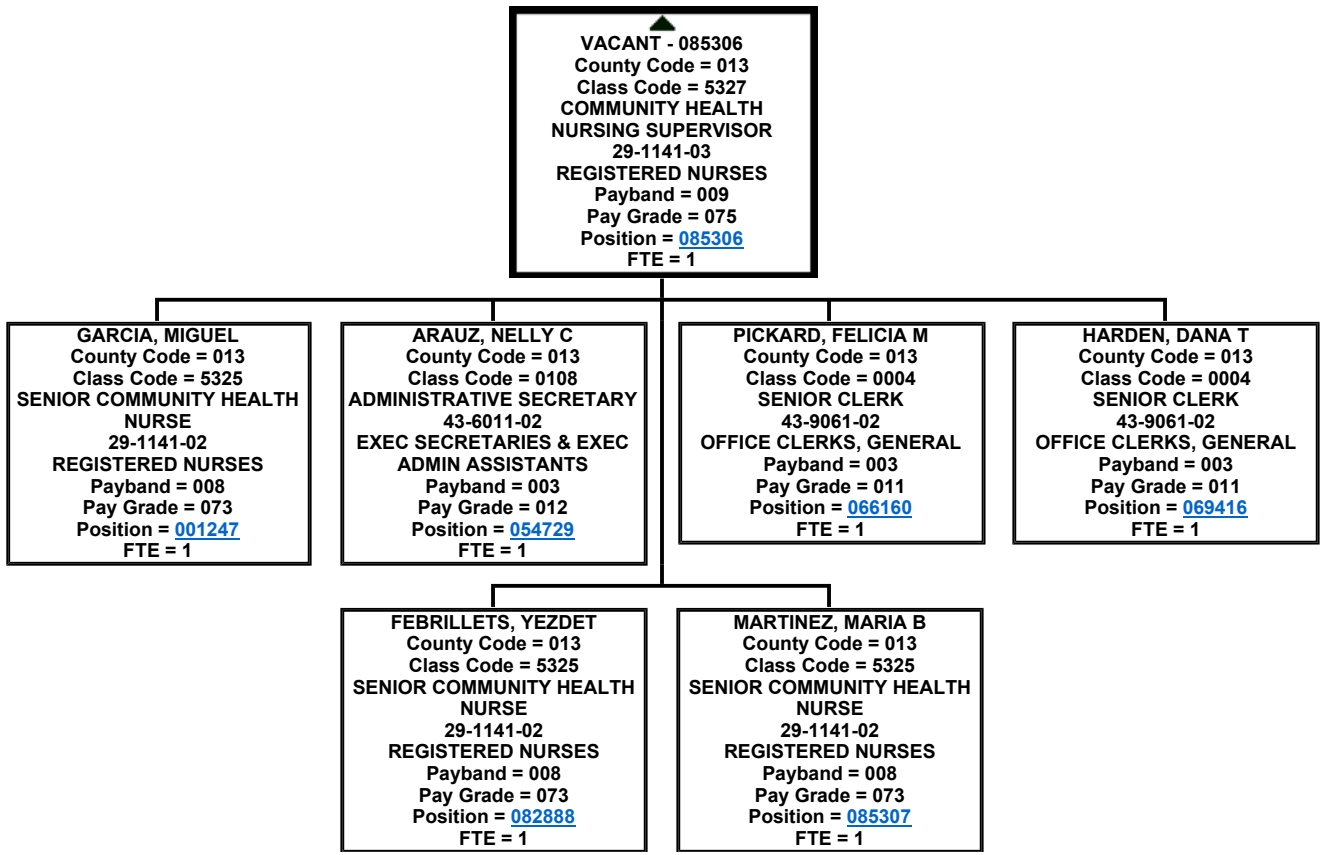 VACANT - 085306
County Code = 013
Class Code = 5327
COMMUNITY HEALTH
NURSING SUPERVISOR
29-1141-03
REGISTERED NURSES
Payband = 009
Pay Grade = 075
Position = 085306
FTE = 1
GARCIA, MIGUEL
County Code = 013
Class Code = 5325
SENIOR COMMUNITY HEALTH
NURSE
29-1141-02
REGISTERED NURSES
Payband = 008
Pay Grade = 073
Position = 001247
FTE = 1
ARAUZ, NELLY C
County Code = 013
Class Code = 0108
ADMINISTRATIVE SECRETARY
43-6011-02
EXEC SECRETARIES & EXEC
ADMIN ASSISTANTS
Payband = 003
Pay Grade = 012
Position = 054729
FTE = 1
PICKARD, FELICIA M
County Code = 013
Class Code = 0004
SENIOR CLERK
43-9061-02
OFFICE CLERKS, GENERAL
Payband = 003
Pay Grade = 011
Position = 066160
FTE = 1
HARDEN, DANA T
County Code = 013
Class Code = 0004
SENIOR CLERK
43-9061-02
OFFICE CLERKS, GENERAL
Payband = 003
Pay Grade = 011
Position = 069416
FTE = 1
FEBRILLETS, YEZDET
County Code = 013
Class Code = 5325
SENIOR COMMUNITY HEALTH
NURSE
29-1141-02
REGISTERED NURSES
Payband = 008
Pay Grade = 073
Position = 082888
FTE = 1
MARTINEZ, MARIA B
County Code = 013
Class Code = 5325
SENIOR COMMUNITY HEALTH
NURSE
29-1141-02
REGISTERED NURSES
Payband = 008
Pay Grade = 073
Position = 085307
FTE = 1